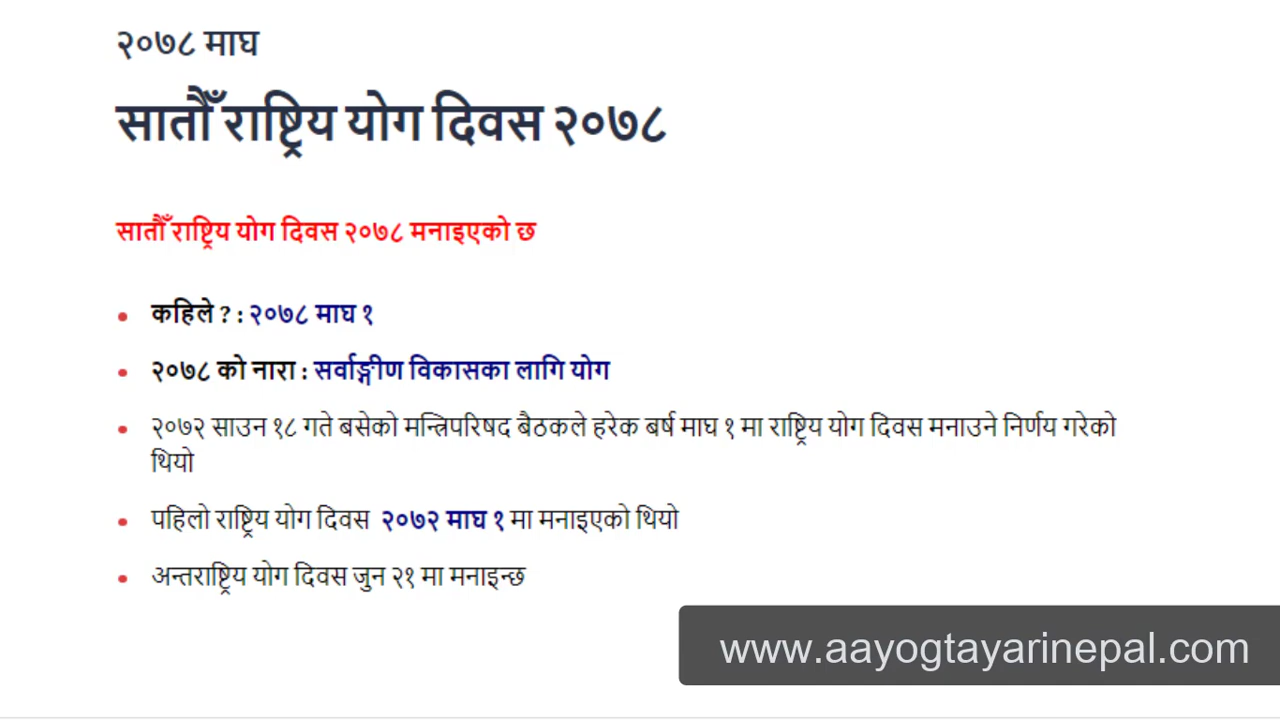 २०७८ माघ
सातौँ राष्ट्रिय योग दिवस २०७८
सातौँ राष्ट्रिय योग दिवस २०७८ मनाइएको छ
कहिले ? : २०७८ माघ १
२०७८ को नारा : सर्वाङ्गीण विकासका लागि योग
२०७२ साउन १८ गते बसेको मन्त्रिपरिषद बैठकले हरेक बर्ष माघ १ मा राष्ट्रिय योग दिवस मनाउने निर्णय गरेको
थियो
पहिलो राष्ट्रिय योग दिवस २०७२ माघ १ मा मनाइएको थियो
अन्तराष्ट्रिय योग दिवस जुन २१ मा मनाइन्छ
www.aayogtayarinepal.com